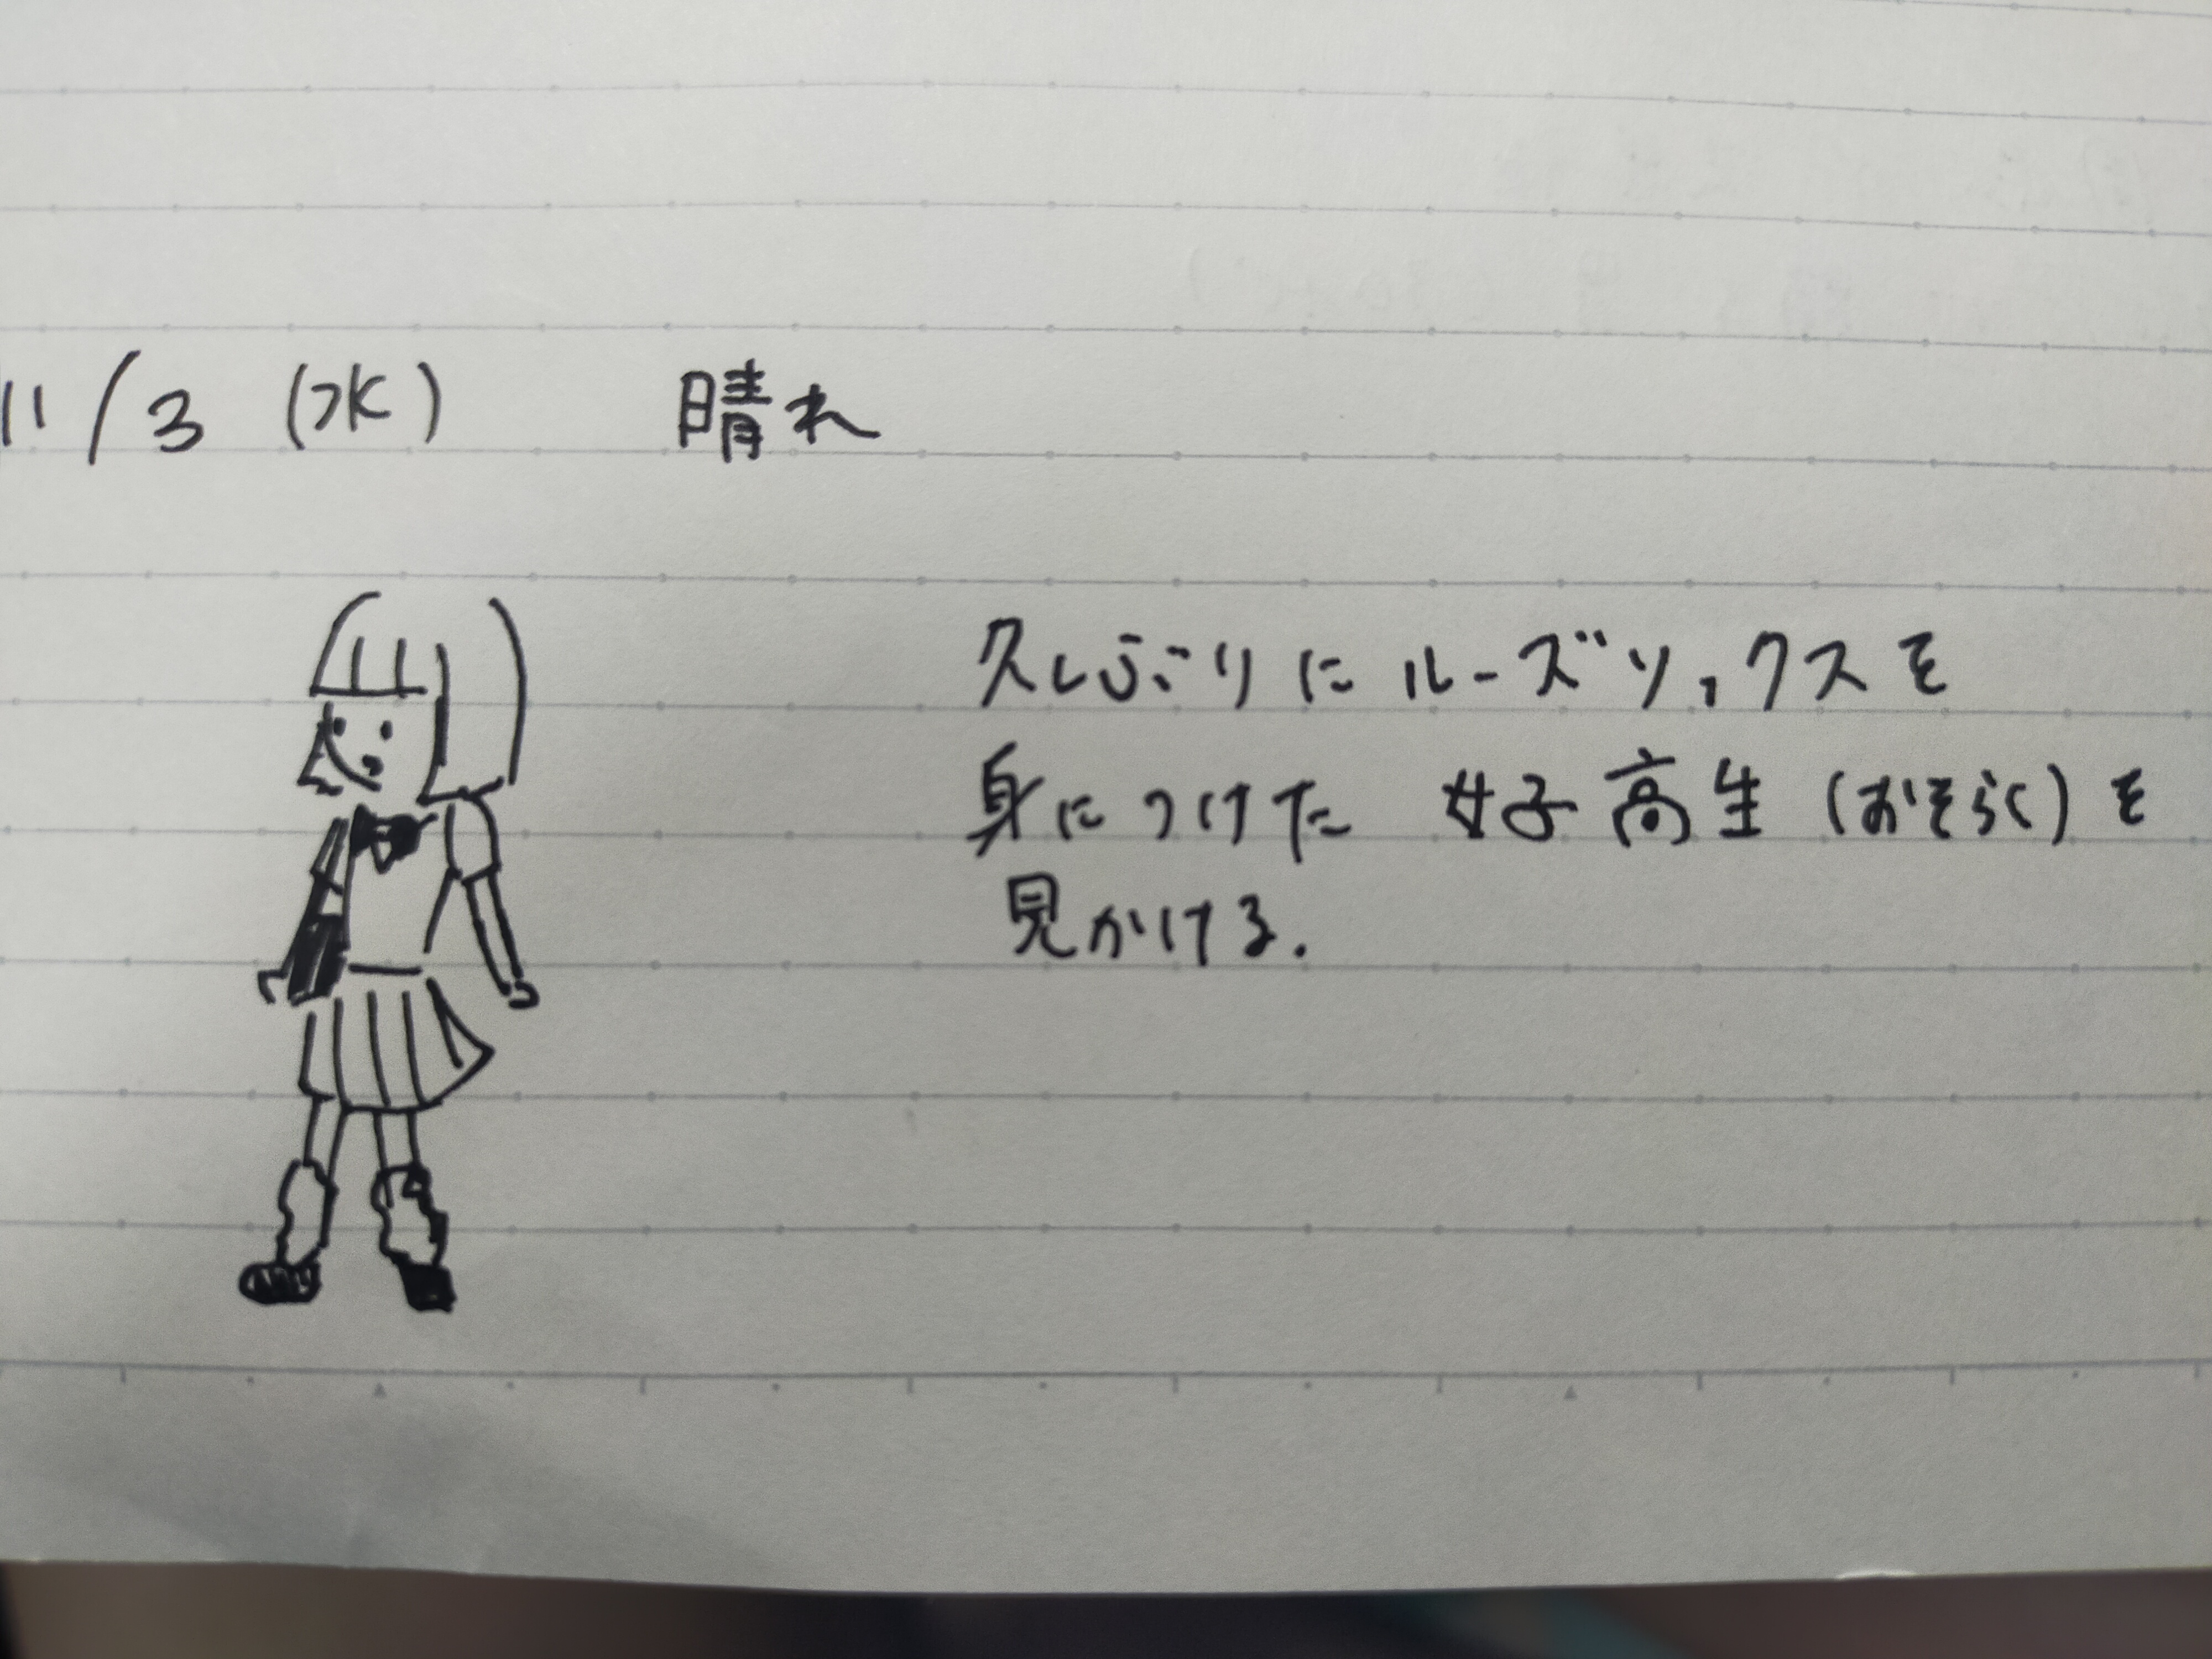 11/3 (水) 晴れ
久しぶりにルーズソックスを
身につけた女子高生(おそらく)を
見かける.